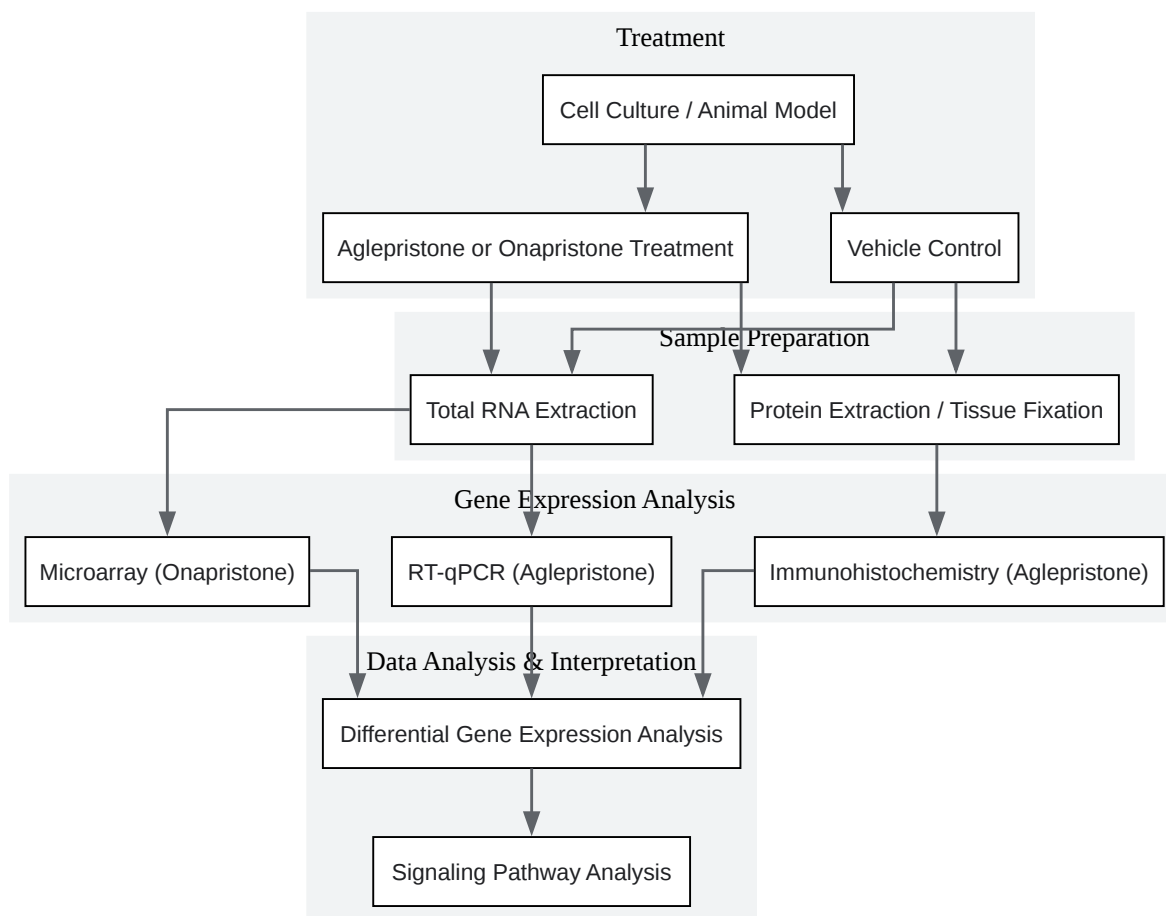 Treatment
Cell Culture / Animal Model
Aglepristone or Onapristone Treatment
Vehicle Control
Sample Preparation
Total RNA Extraction
Protein Extraction / Tissue Fixation
Gene Expression Analysis
Microarray (Onapristone)
RT-qPCR (Aglepristone)
Immunohistochemistry (Aglepristone)
Data Analysis & Interpretation
Differential Gene Expression Analysis
Signaling Pathway Analysis